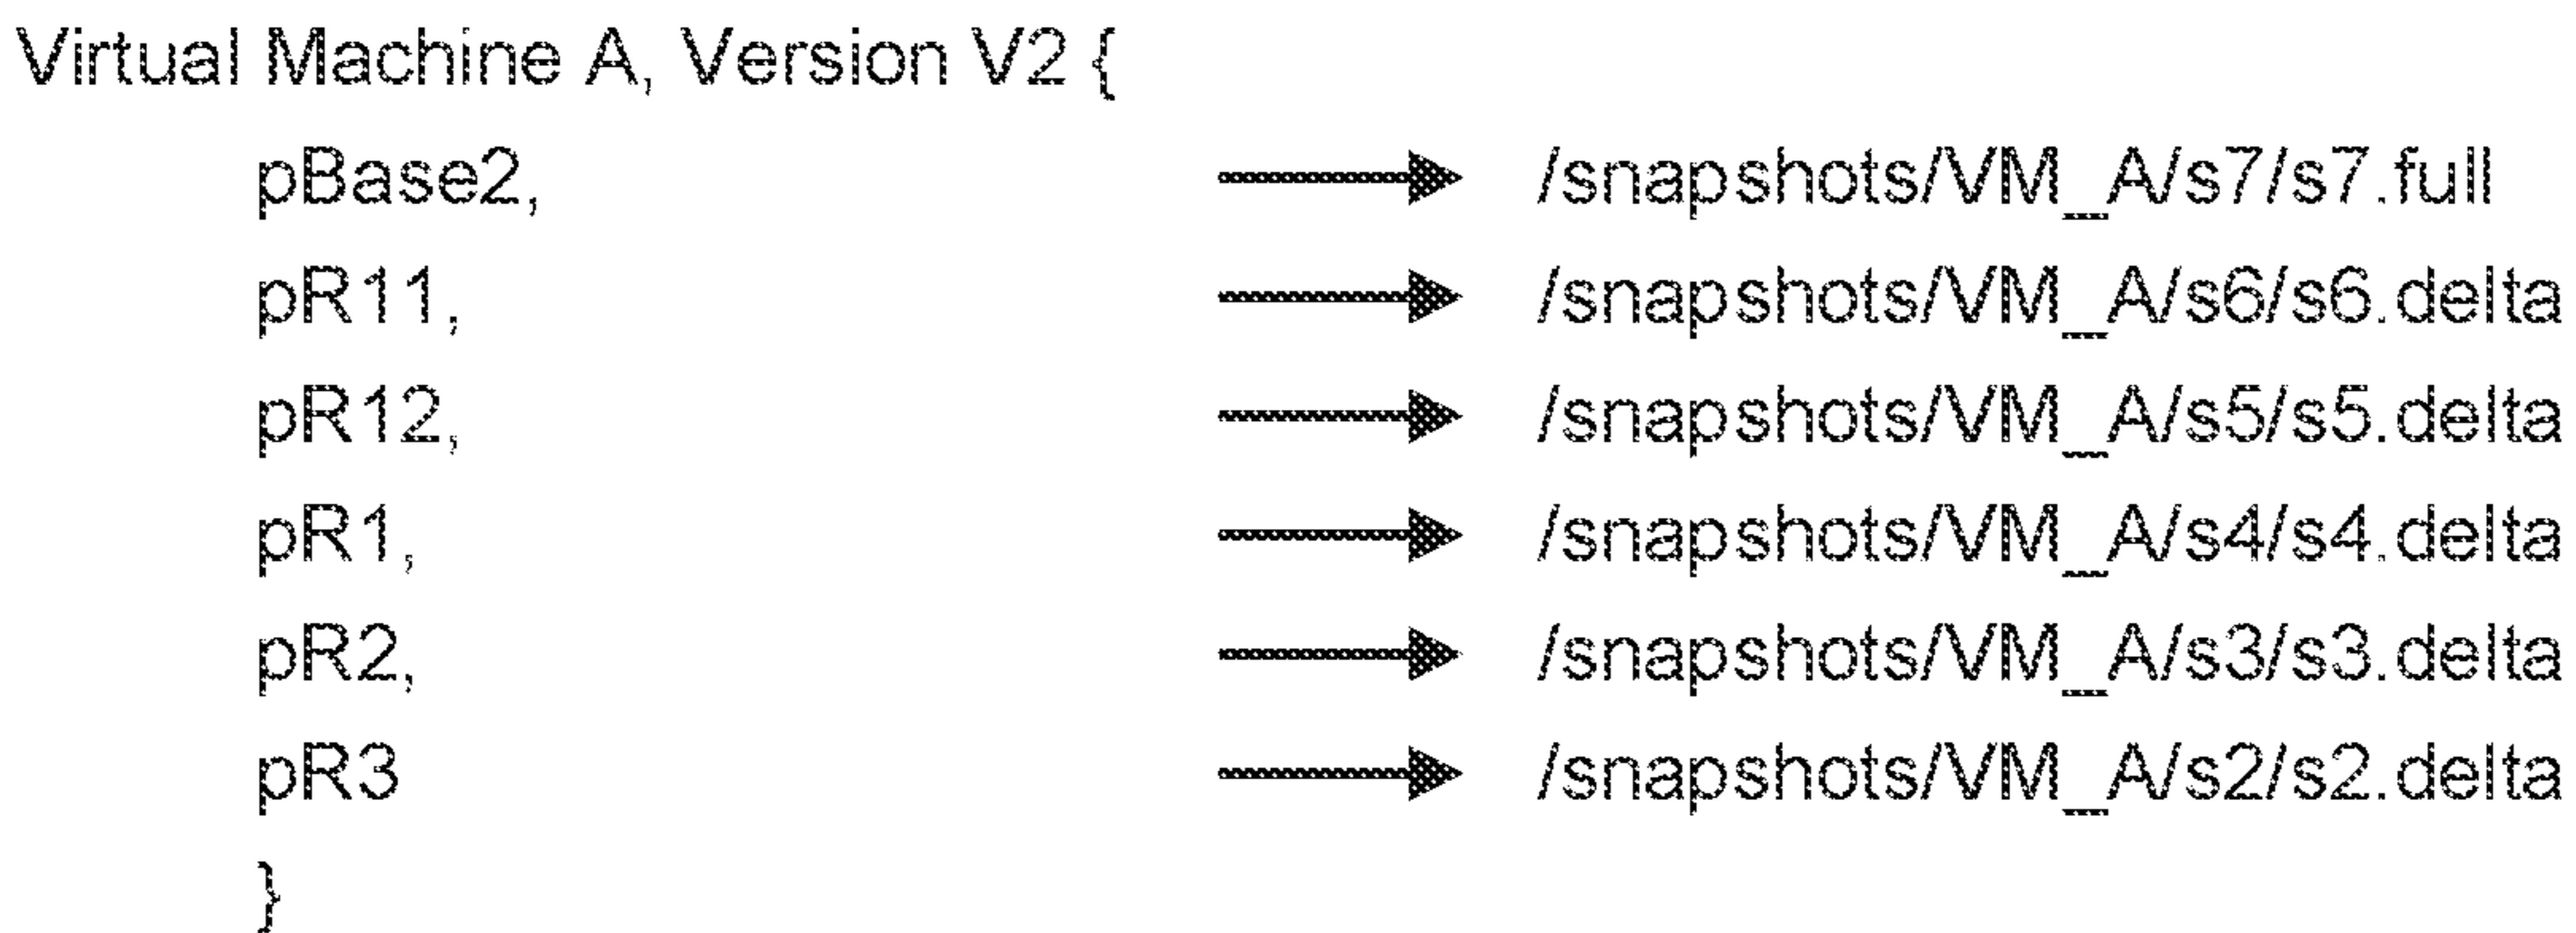 Virtual Machine A, Version V2 {
pBase2, /snapshots/VM_A/s7/s7.full
pR11, /snapshots/VM_A/s6/s6.delta
pR12, /snapshots/VM_A/s5/s5.delta
pR1, /snapshots/VM_A/s4/s4.delta
pR2, /snapshots/VM_A/s3/s3.delta
pR3 /snapshots/VM_A/s2/s2.delta
}